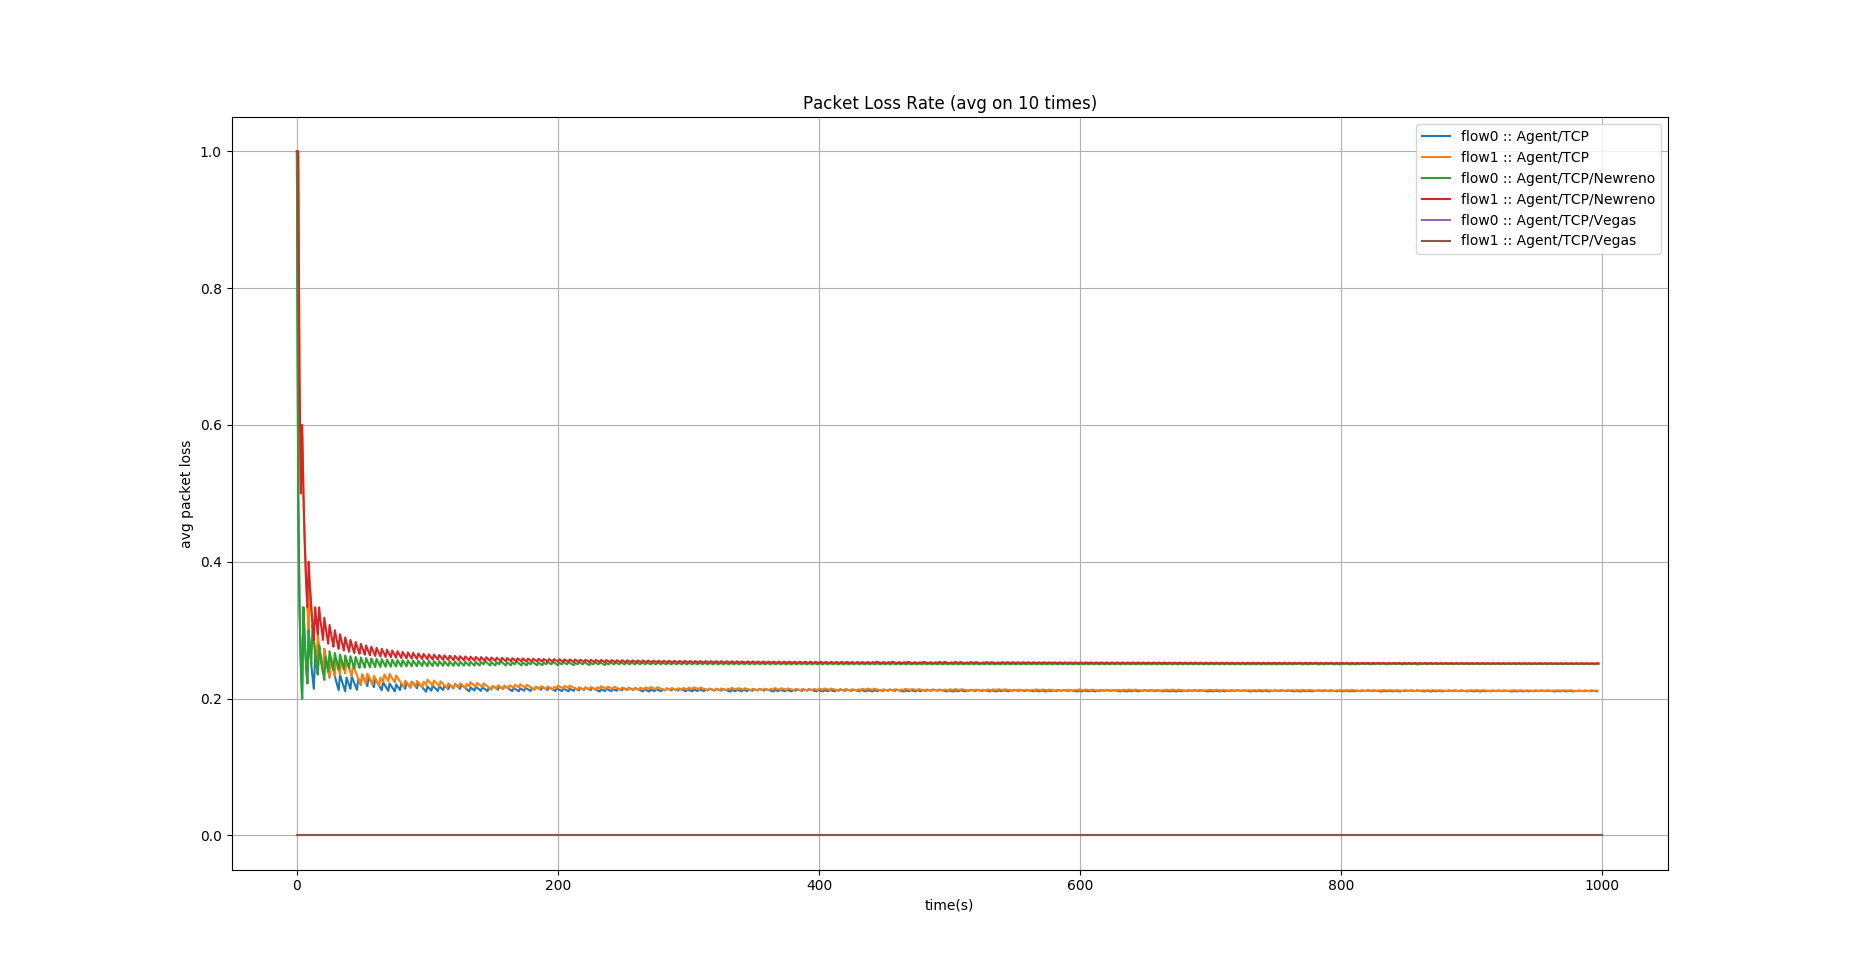 Packet Loss Rate (avg on 10 times)
flow0 :: Agent/TCP
flow1 :: Agent/TCP
flow0 :: Agent/TCP/Newreno
flow1 :: Agent/TCP/Newreno
flow0 :: Agent/TCP/Vegas
flow1 :: Agent/TCP/Vegas
avg packet loss
1.0
0.8
0.6
0.4
0.2
0.0
0 200 400 600 800 1000
time(s)